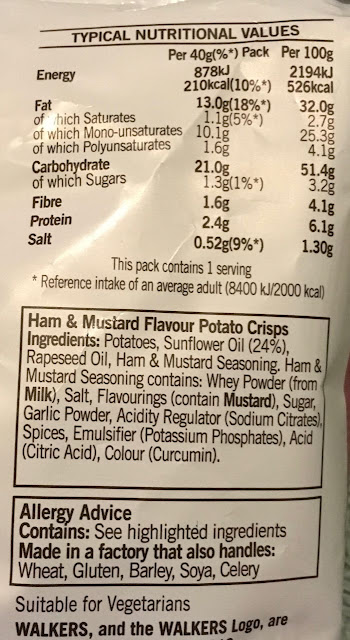 TYPICAL NUTRITIONAL VALUES
Per 40g(%*) Pack Per 100g
Energy 878kJ 2194kJ
210kcal(10%*) 526kcal
Fat 13.0g(18%*) 32.0g
of which Saturates 1.1g(5%*) 2.7g
of which Mono-unsaturates 10.1g 25.3g
of which Polyunsaturates 1.6g 4.1g
Carbohydrate 21.0g 51.4g
of which Sugars 1.3g(1%*) 3.2g
Fibre 1.6g 4.1g
Protein 2.4g 6.1g
Salt 0.52g(9%*) 1.30g
This pack contains 1 serving
* Reference intake of an average adult (8400 kJ/2000 kcal)
Ham & Mustard Flavour Potato Crisps
Ingredients: Potatoes, Sunflower Oil (24%),
Rapeseed Oil, Ham & Mustard Seasoning. Ham &
Mustard Seasoning contains: Whey Powder (from
Milk), Salt, Flavourings (contain Mustard), Sugar,
Garlic Powder, Acidity Regulator (Sodium Citrates),
Spices, Emulsifier (Potassium Phosphates), Acid
(Citric Acid), Colour (Curcumin).
Allergy Advice
Contains: See highlighted ingredients
Made in a factory that also handles:
Wheat, Gluten, Barley, Soya, Celery
Suitable for Vegetarians
WALKERS, and the WALKERS Logo, are